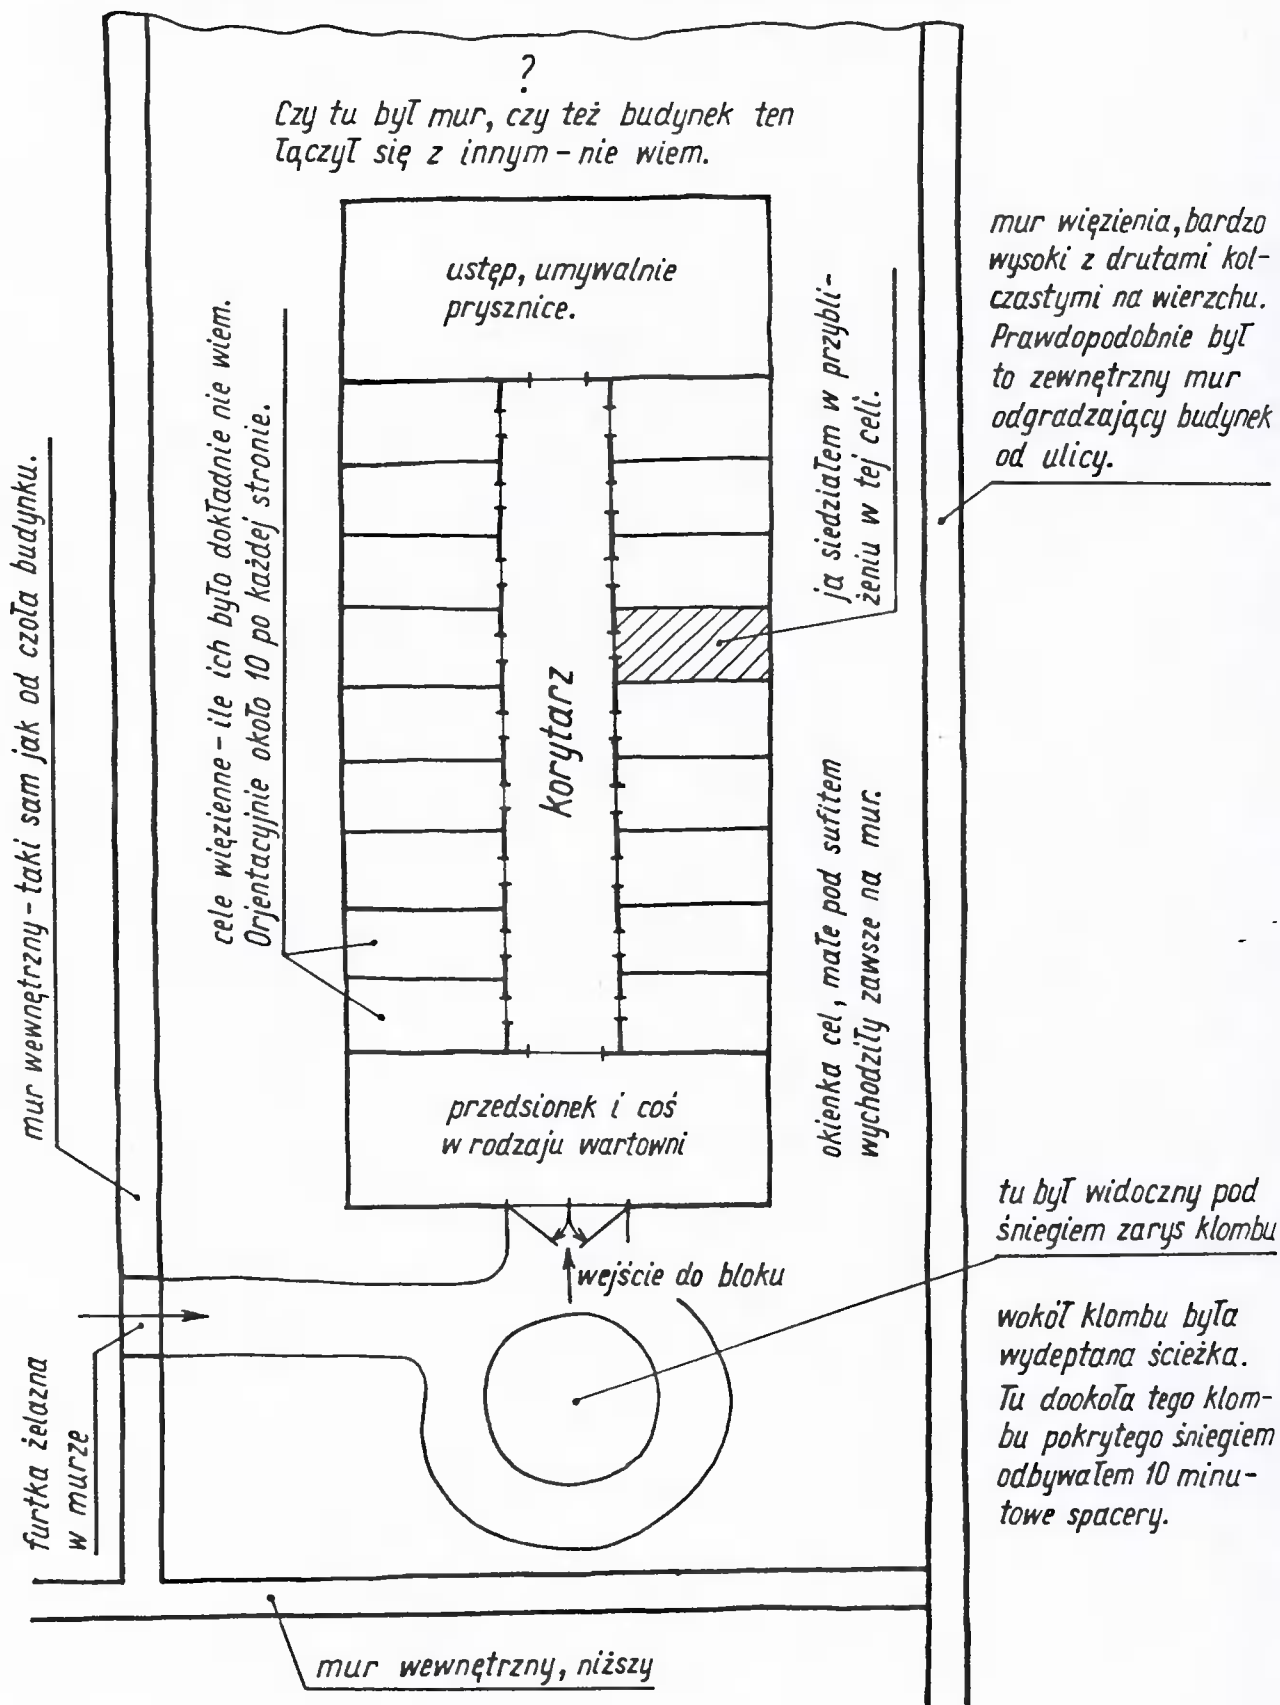 ?
Czy tu był mur, czy też budynek ten
łączył się z innym - nie wiem.
ustęp, umywalnie
prysznice.
mur więzienia, bardzo
wysoki z drutami kol-
czastymi na wierzchu.
Prawdopodobnie był
to zewnętrzny mur
odgradzający budynek
od ulicy.
mur wewnętrzny - taki sam jak od czoła budynku.
cele więzienne - ile ich było dokładnie nie wiem.
Orjentacyjnie około 10 po każdej stronie.
korytarz
ja siedziałem w przybli-
żeniu w tej celi.
okienka cel, małe pod sufitem
wychodziły zawsze na mur.
przedsionek i coś
w rodzaju wartowni
wejście do bloku
tu był widoczny pod
śniegiem zarys klombu
wokół klombu była
wydeptana ścieżka.
Tu dookoła tego klom-
bu pokrytego śniegiem
odbywałem 10 minu-
towe spacery.
furtka żelazna
w murze
mur wewnętrzny, niższy